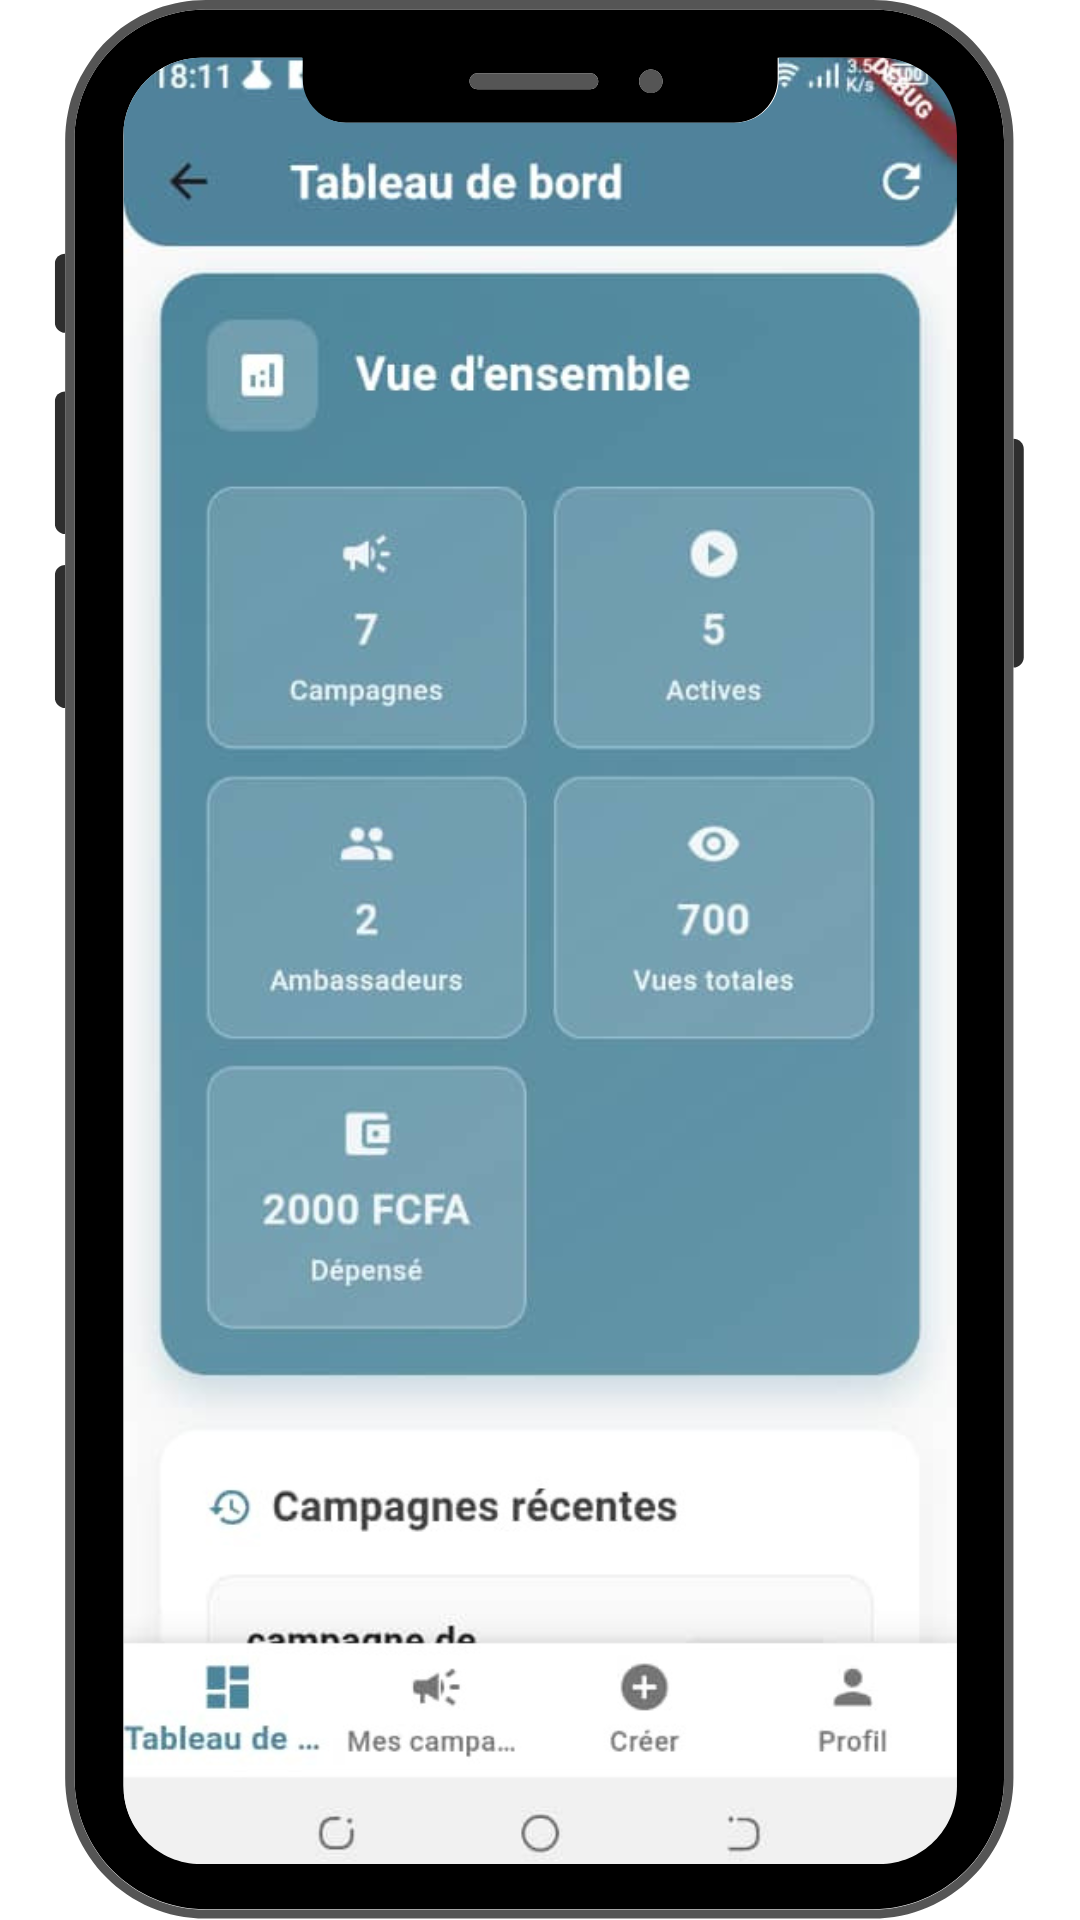 18:11
3.5
K/s
100
DEBUG
Tableau de bord
Vue d'ensemble
7
Campagnes
5
Actives
2
Ambassadeurs
700
Vues totales
2000 FCFA
Dépensé
Campagnes récentes
campagne de
Tableau de ...
Mes campa...
Créer
Profil